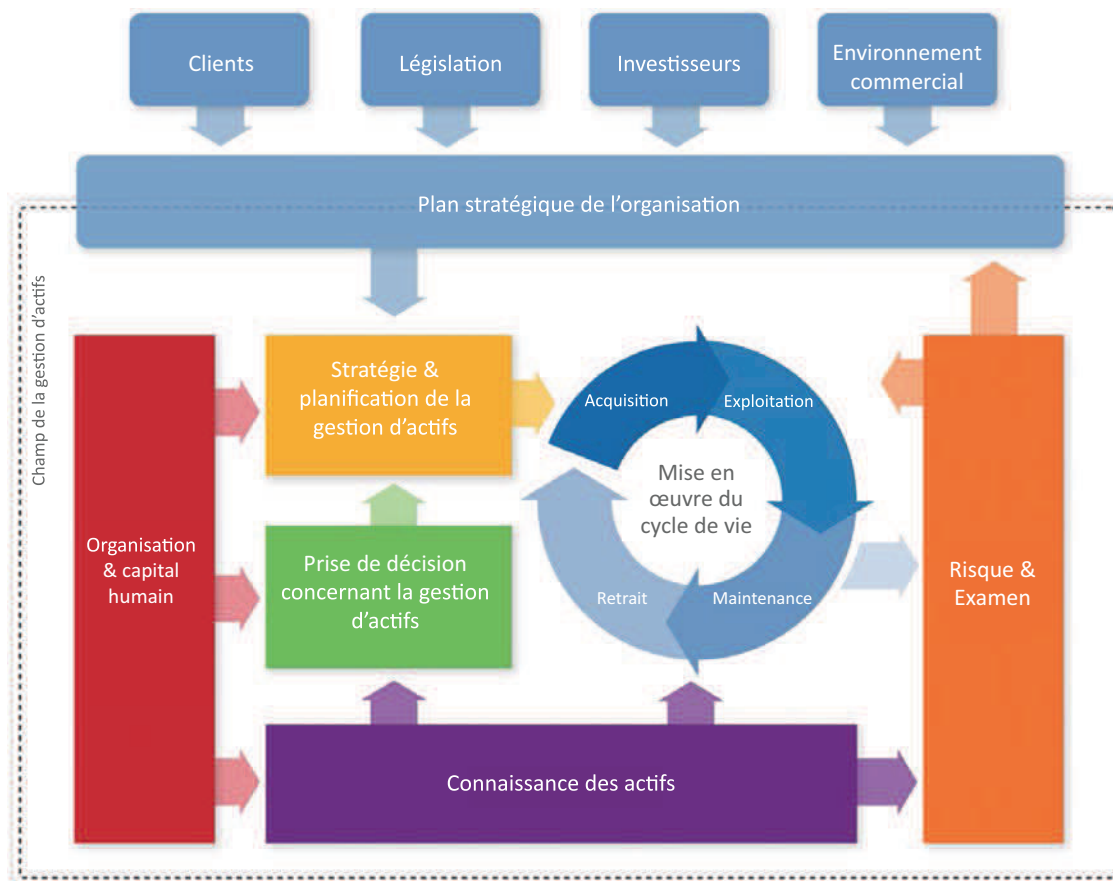 Clients
Législation
Investisseurs
Environnement
commercial
Plan stratégique de l'organisation
Champ de la gestion d'actifs
Stratégie &
planification de la
gestion d'actifs
Acquisition
Exploitation
Mise en
œuvre du
cycle de vie
Organisation
& capital
humain
Prise de décision
concernant la gestion
d'actifs
Retrait
Maintenance
Risque &
Examen
Connaissance des actifs